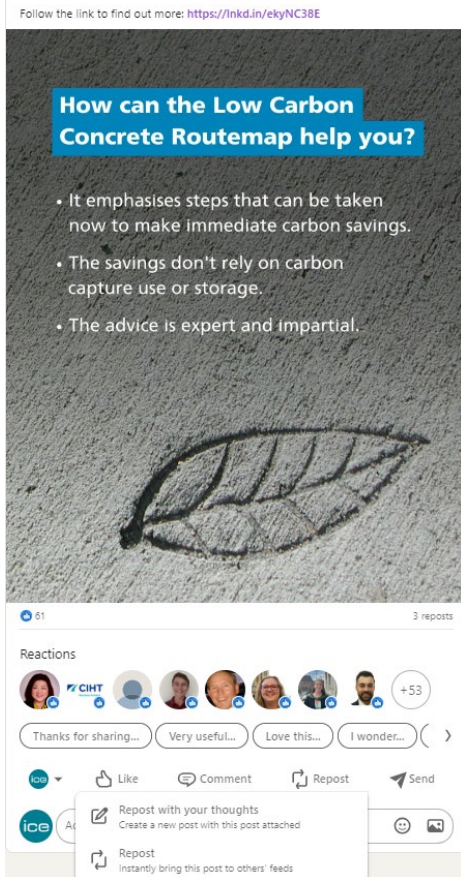 Follow the link to find out more: https://lnkd.in/ekyNC38E
How can the Low Carbon
Concrete Routemap help you?
• It emphasises steps that can be taken
now to make immediate carbon savings.
• The savings don't rely on carbon
capture use or storage.
• The advice is expert and impartial.
61
3 reposts
Reactions
CIHT
+53
Thanks for sharing...
Very useful...
Love this...
I wonder...
ice
Like
Comment
Repost
Send
ice
Repost with your thoughts
Create a new post with this post attached
Repost
Instantly bring this post to others' feeds